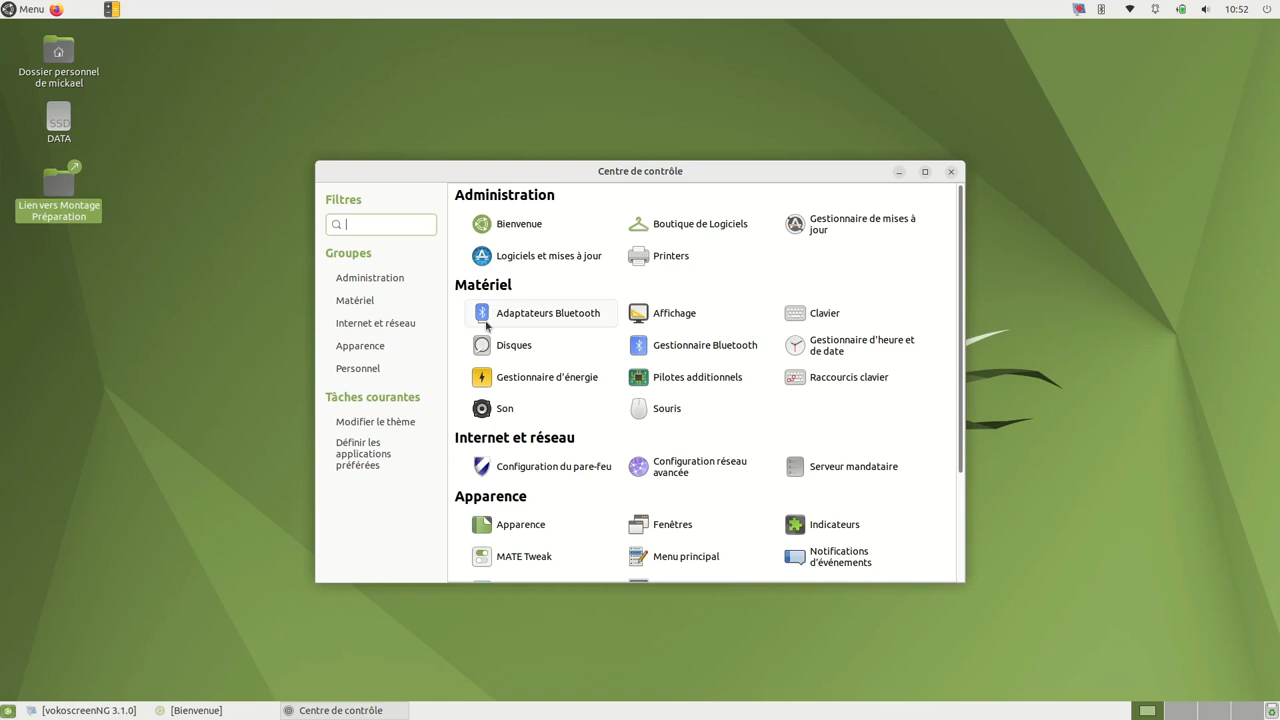 Menu
10:52
Dossier personnel
de mickael
SSD
DATA
Lien vers Montage
Préparation
Centre de contrôle
Filtres
Groupes
Administration
Matériel
Internet et réseau
Apparence
Personnel
Tâches courantes
Modifier le thème
Définir les
applications
préférées
Administration
Bienvenue
Boutique de Logiciels
Gestionnaire de mises à
jour
Logiciels et mises à jour
Printers
Matériel
Adaptateurs Bluetooth
Affichage
Clavier
Disques
Gestionnaire Bluetooth
Gestionnaire d'heure et
de date
Gestionnaire d'énergie
Pilotes additionnels
Raccourcis clavier
Son
Souris
Internet et réseau
Configuration du pare-feu
Configuration réseau
avancée
Serveur mandataire
Apparence
Apparence
Fenêtres
Indicateurs
MATE Tweak
Menu principal
Notifications
d'événements
[vokoscreenNG 3.1.0]
[Bienvenue]
Centre de contrôle